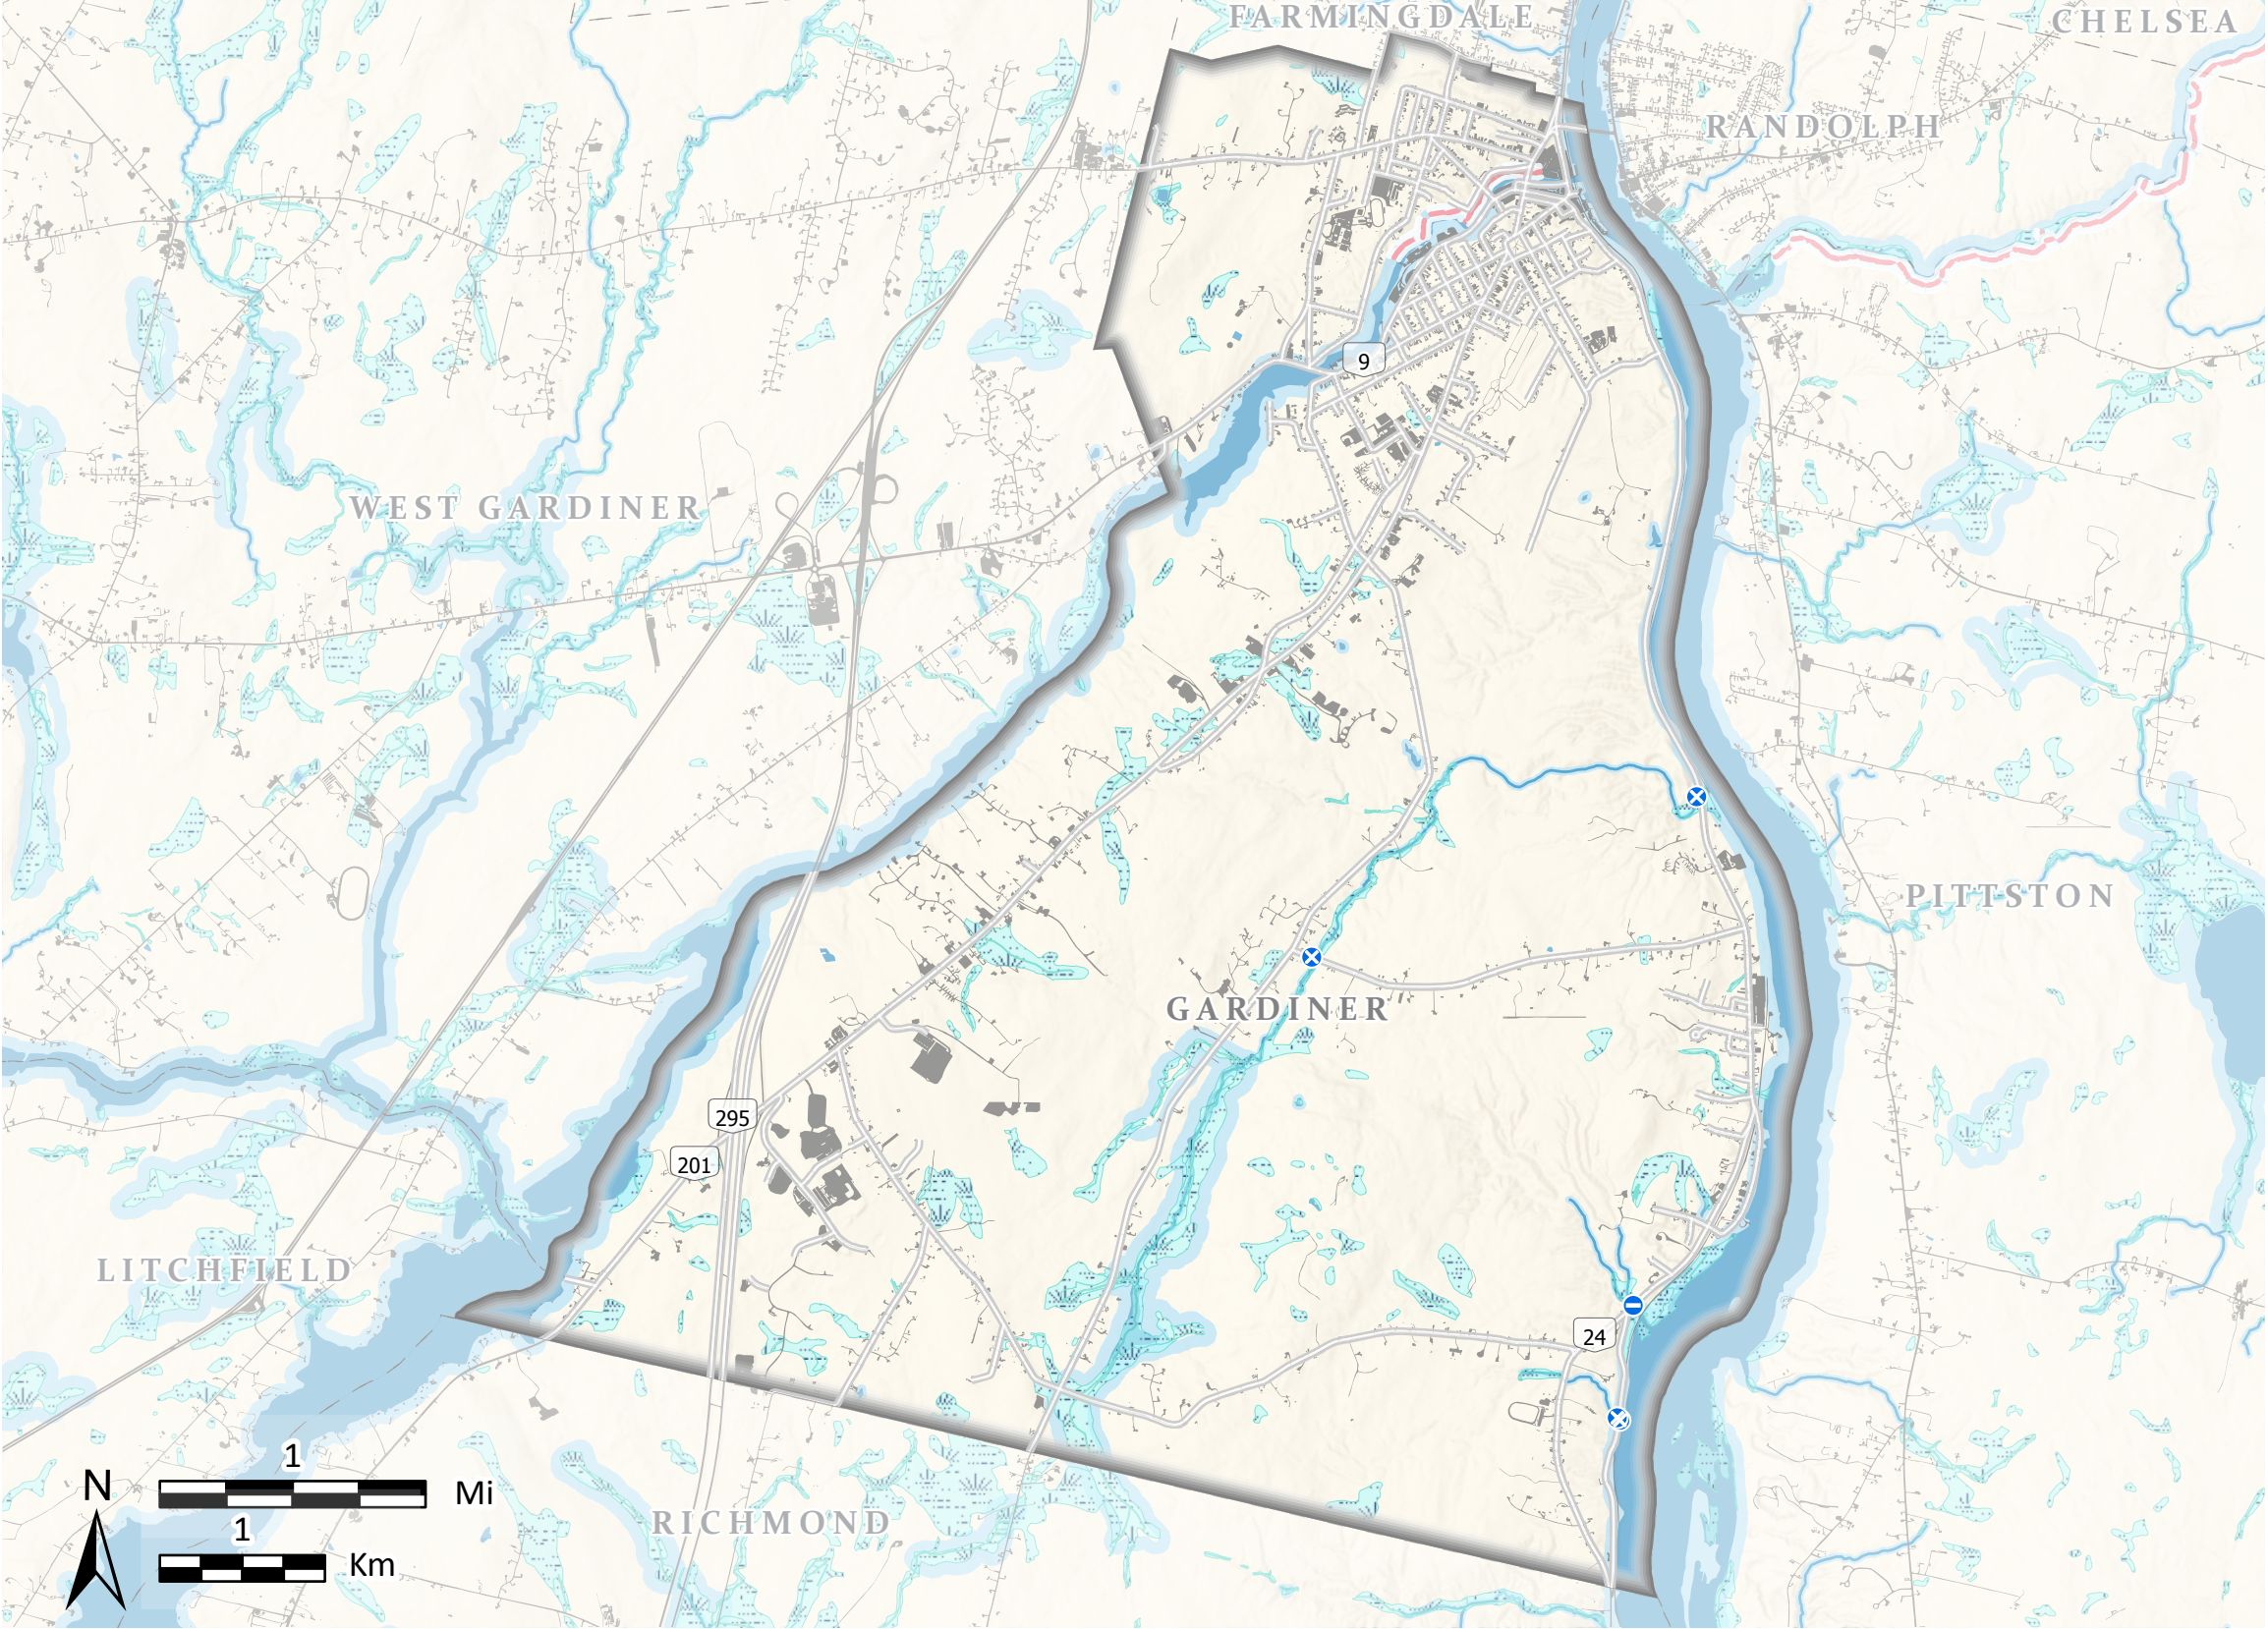 FARMINGDALE
CHELSEA
RANDOLPH
9
WEST GARDINER
PITTSTON
GARDINER
295
201
LITCHFIELD
24
1
N
Mi
RICHMOND
1
Km